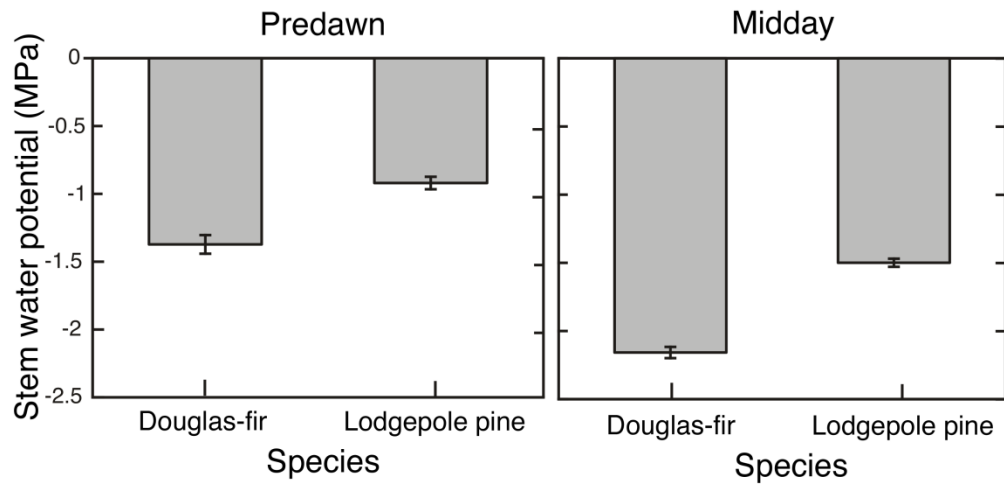 Predawn
Midday
Stem water potential (MPa)
0
-0.5
-1
-1.5
-2
-2.5
Douglas-fir
Lodgepole pine
Douglas-fir
Lodgepole pine
Species
Species